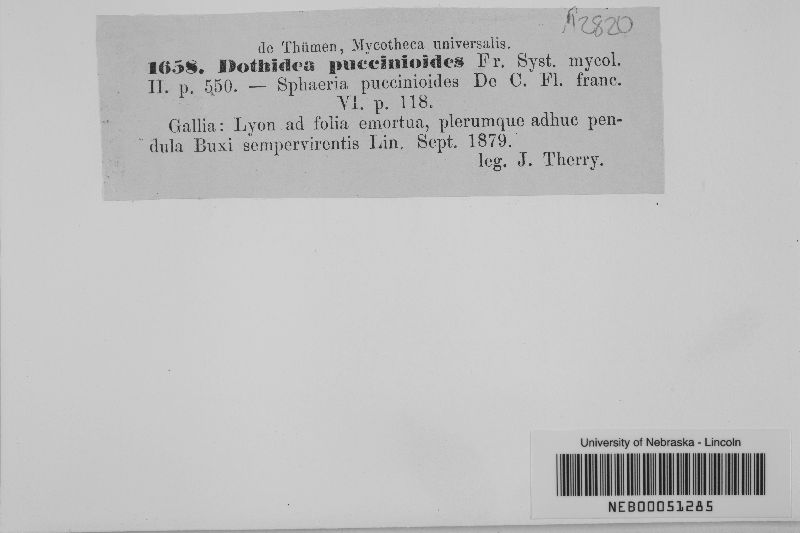 A2820
de Thümen, Mycotheca universalis.
1658. Dothidea puccinioides Fr. Syst. mycol.
II. p. 550. — Sphaeria puccinioides De C. Fl. franc.
VI. p. 118.
Gallia: Lyon ad folia emortua, plerumque adhuc pen-
dula Buxi sempervirentis Lin. Sept. 1879.
leg. J. Therry.
University of Nebraska - Lincoln
NEB00051285